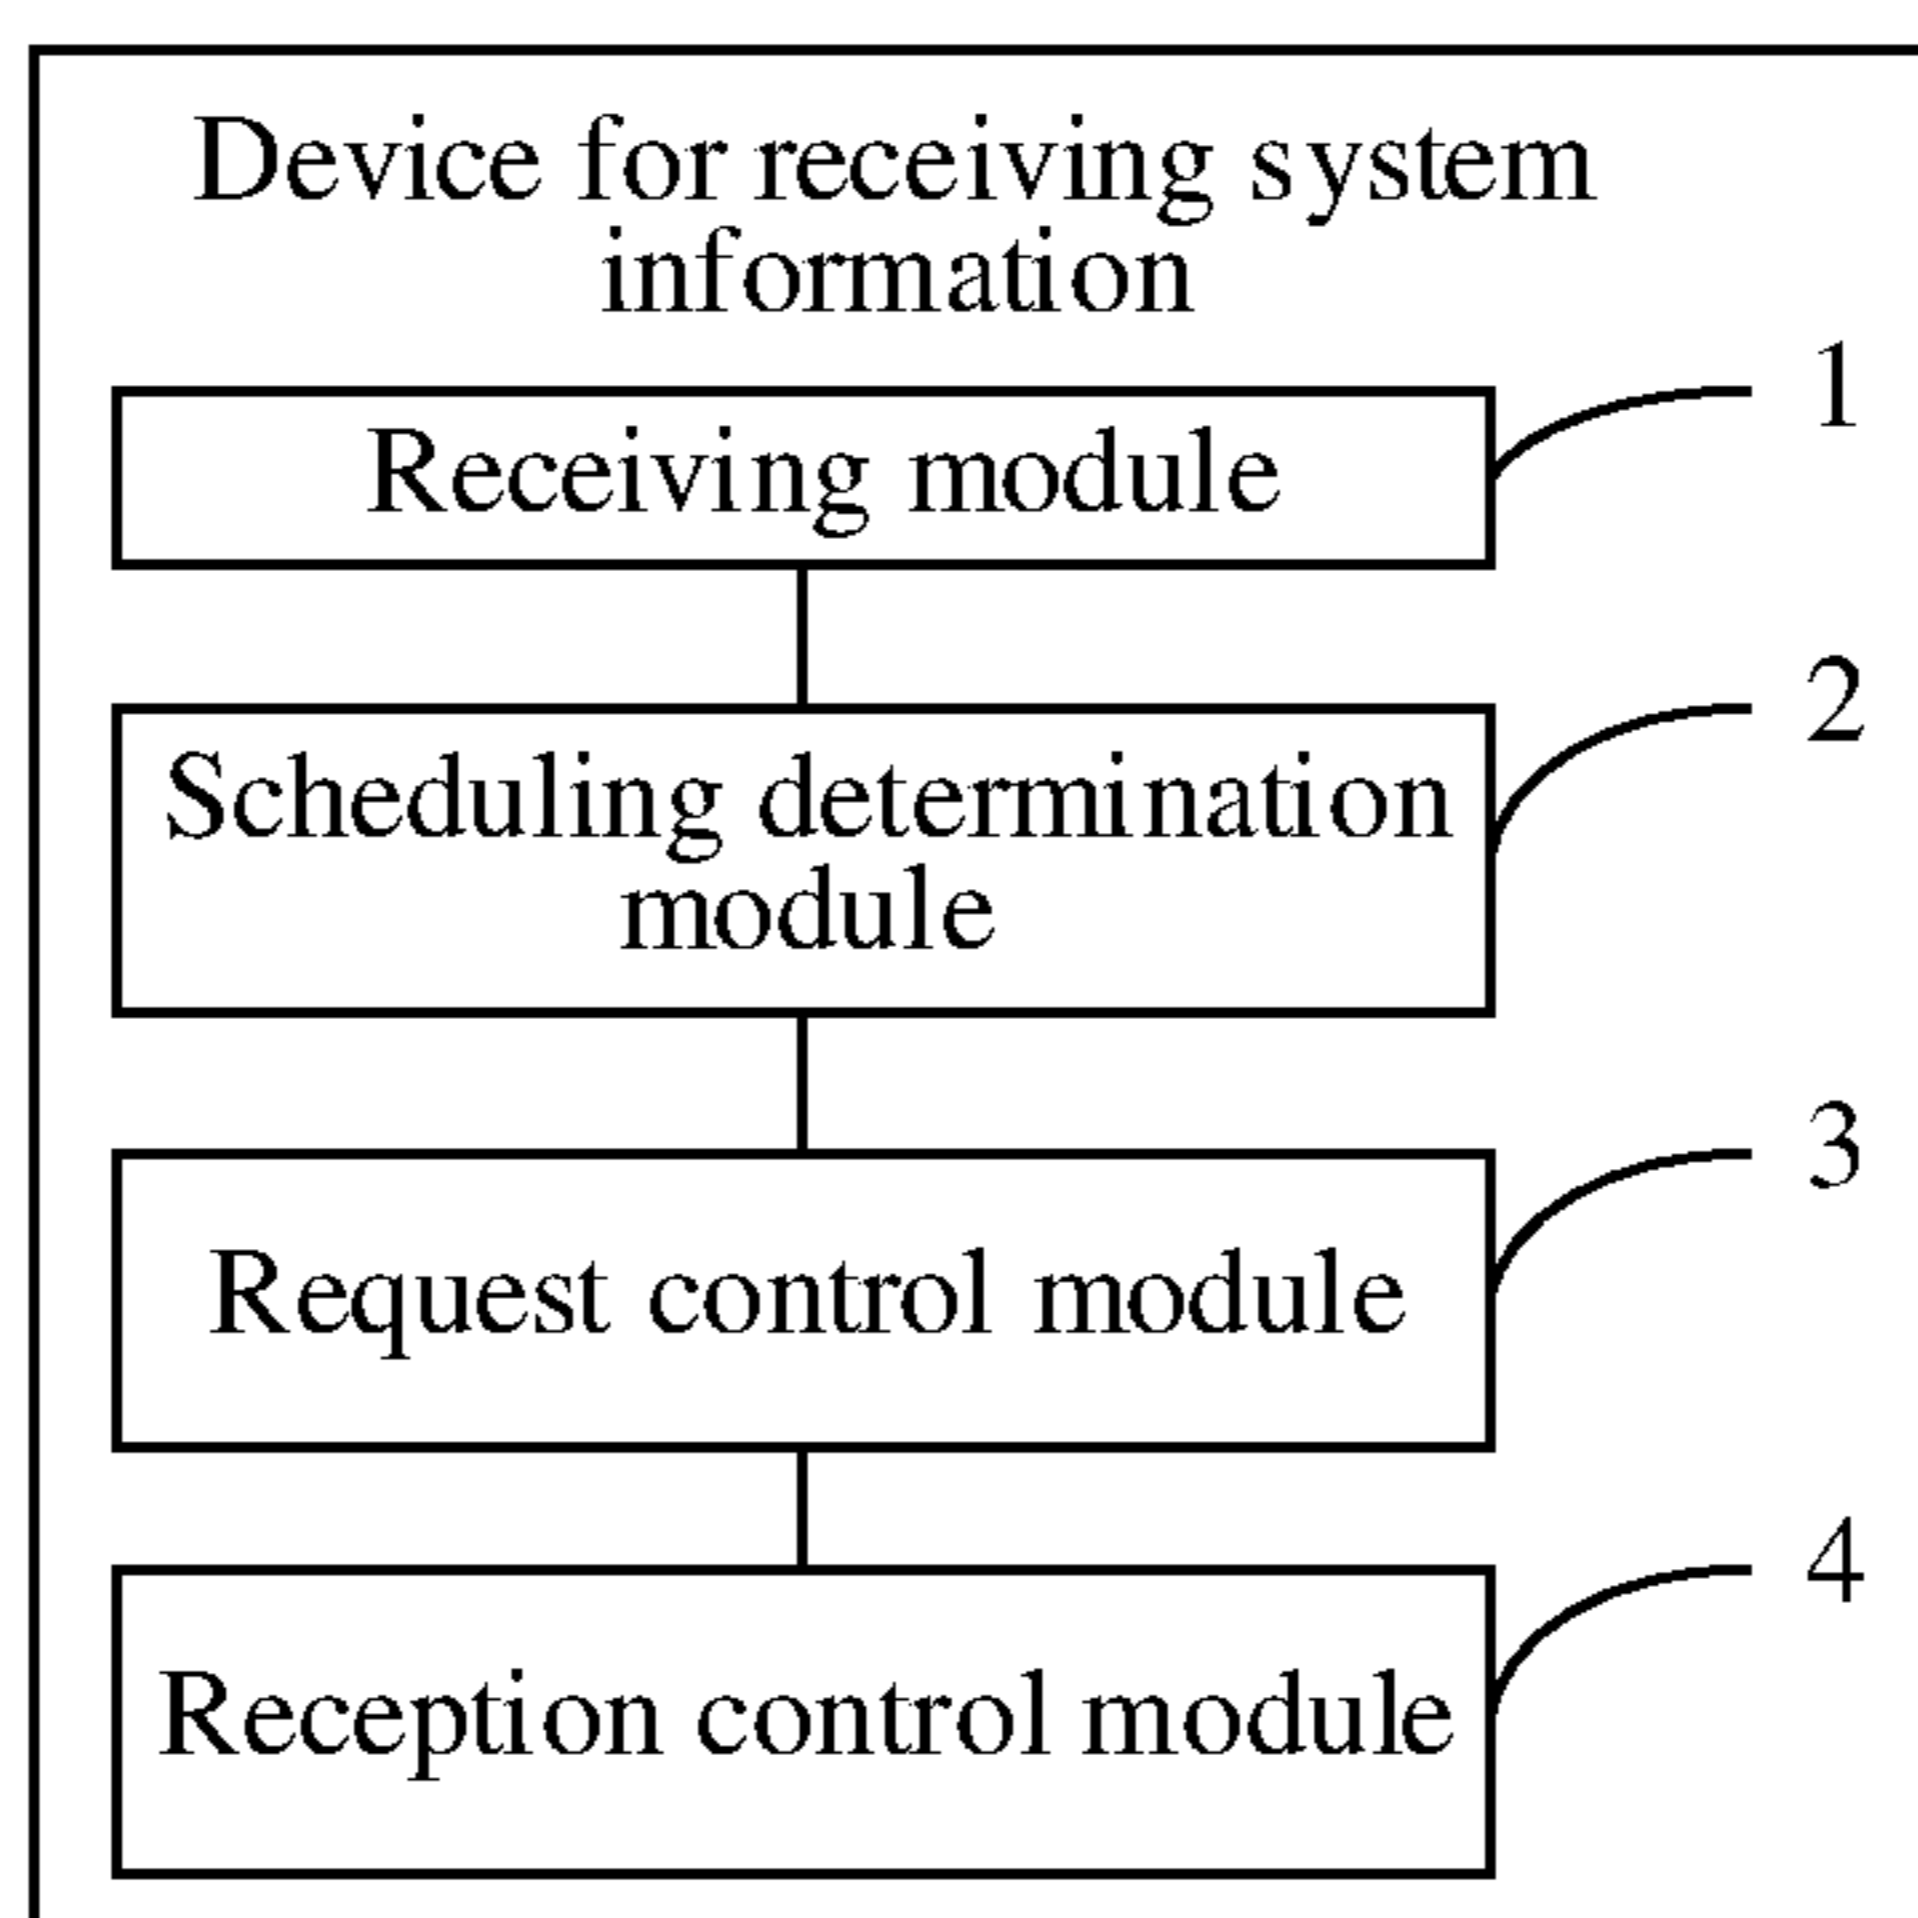 Device for receiving system
information
Receiving module
1
Scheduling determination
module
2
Request control module
3
Reception control module
4